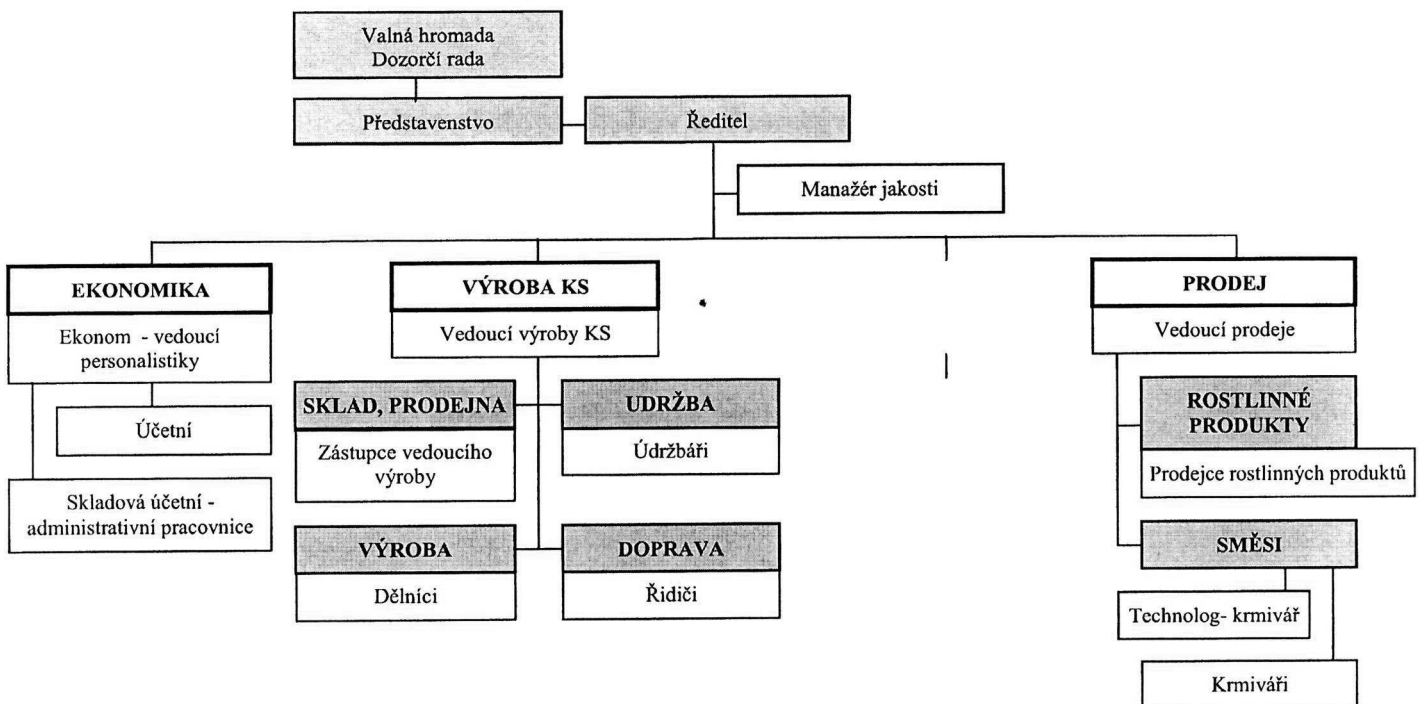 Valná hromada
Dozorčí rada
Představenstvo
Ředitel
Manažér jakosti
EKONOMIKA
Ekonom - vedoucí
personalistiky
Účetní
Skladová účetní -
administrativní pracovnice
VÝROBA KS
Vedoucí výroby KS
SKLAD, PRODEJNA
Zástupce vedoucího
výroby
UDRŽBA
Údržbáři
VÝROBA
Dělníci
DOPRAVA
Řidiči
PRODEJ
Vedoucí prodeje
ROSTLINNÉ
PRODUKTY
Prodejce rostlinných produktů
SMĚSI
Technolog- krmivář
Krmiváři